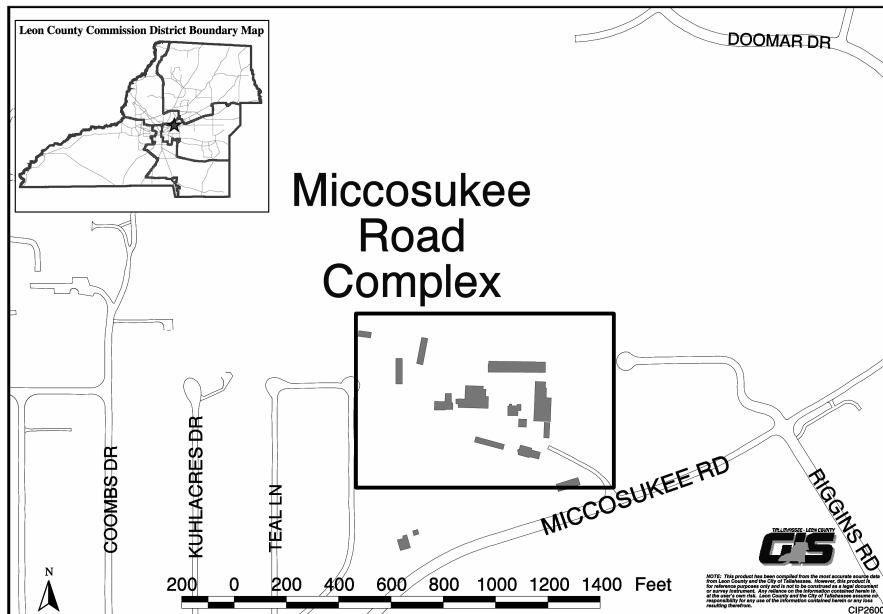 Leon County Commission District Boundary Map
DOOMAR DR
Miccosukee
Road
Complex
COOMBS DR
KUHLACRES DR
TEAL LN
MICCOSUKEE RD
RIGGINS RD
N
200 0 200 400 600 800 1000 1200 1400 Feet
TALLAHASSEE - LEON COUNTY
GIS
NOTE: This product has been compiled from the most accurate source data
from Leon County and the City of Tallahassee. However, this product is
for reference purposes only and is not to be construed as a legal document
or survey instrument. Any reliance on the information contained herein is
at the user's own risk. Leon County and the City of Tallahassee assume no
responsibility for any use of the information contained herein or any loss
resulting therefrom.